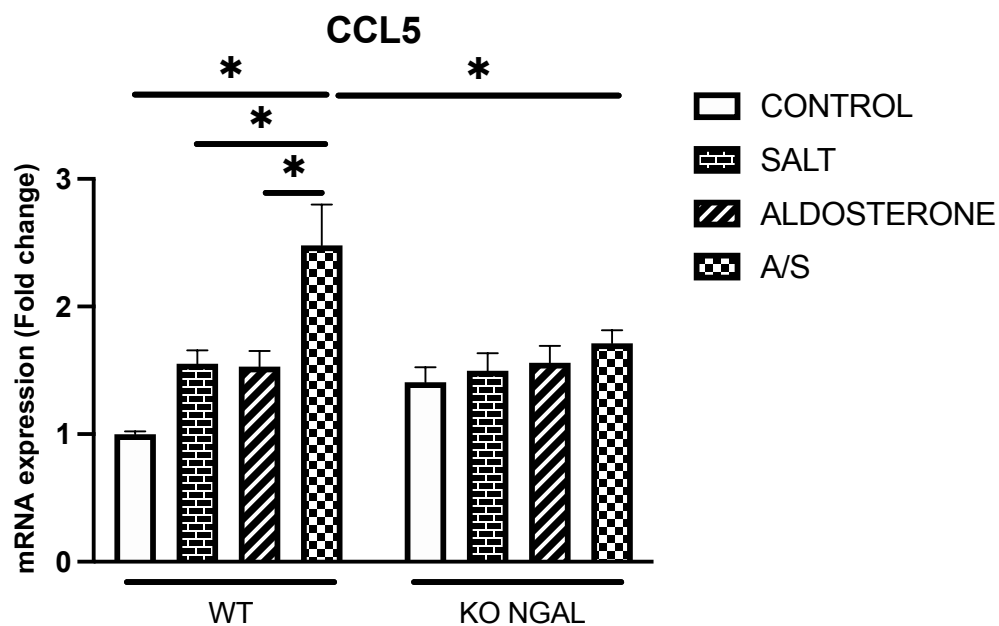 CCL5
*
*
*
*
CONTROL
SALT
ALDOSTERONE
A/S
mRNA expression (Fold change)
3
2
1
0
WT
KO NGAL